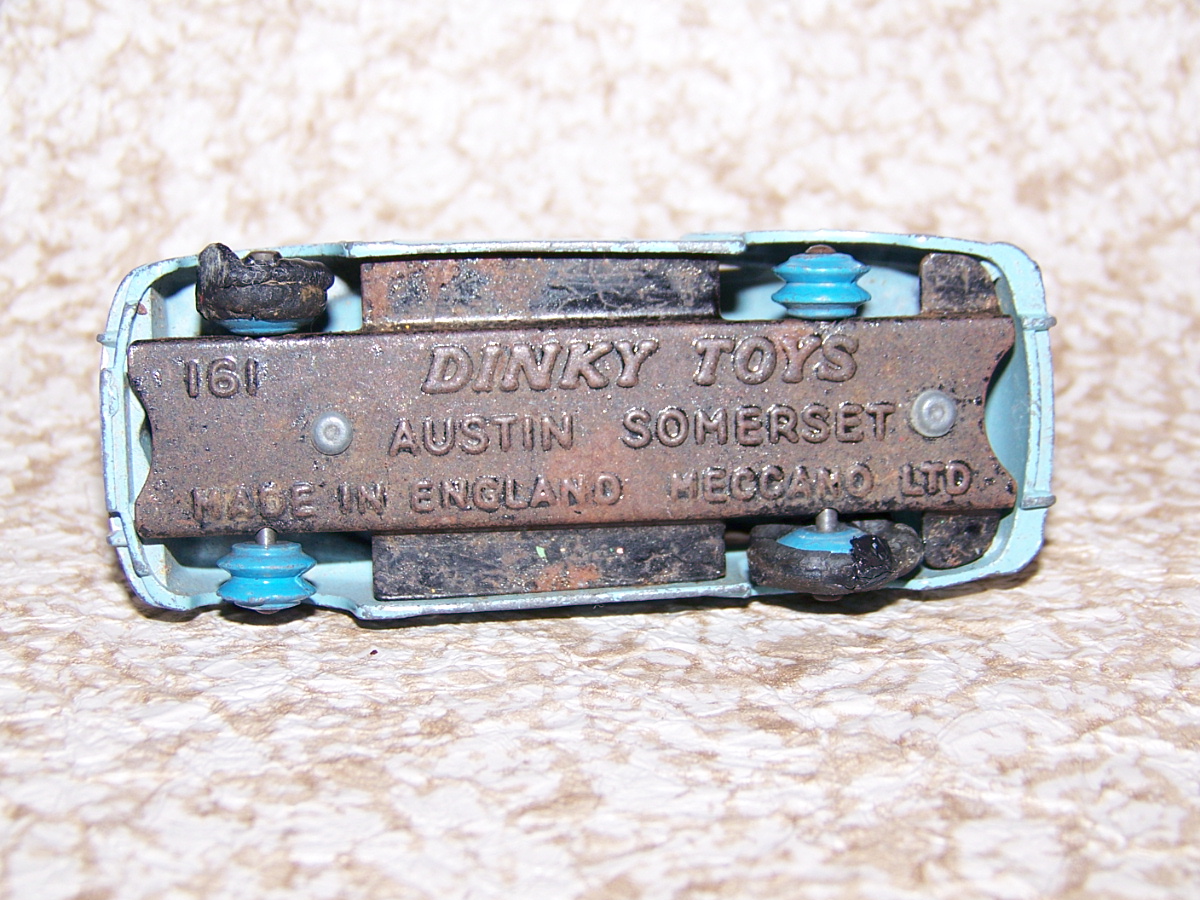 161 DINKY TOYS
AUSTIN SOMERSET
MADE IN ENGLAND MECCANO LTD